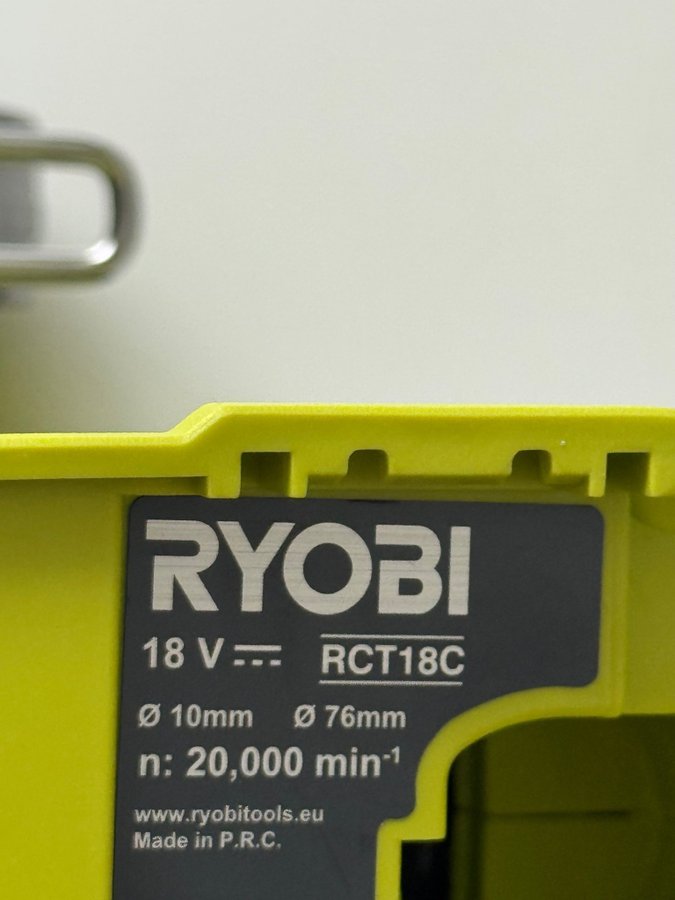 RYOBI
18 V ⎓ RCT18C
Ø 10mm Ø 76mm
n: 20,000 min⁻¹
www.ryobitools.eu
Made in P.R.C.